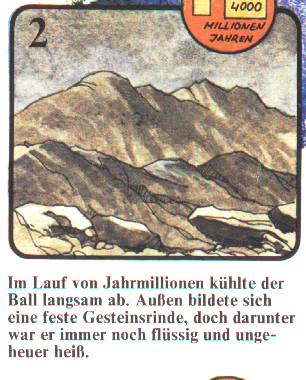 4000
MILLIONEN
JAHREN
2
Im Lauf von Jahrmillionen kühlte der
Ball langsam ab. Außen bildete sich
eine feste Gesteinsrinde, doch darunter
war er immer noch flüssig und unge-
heuer heiß.